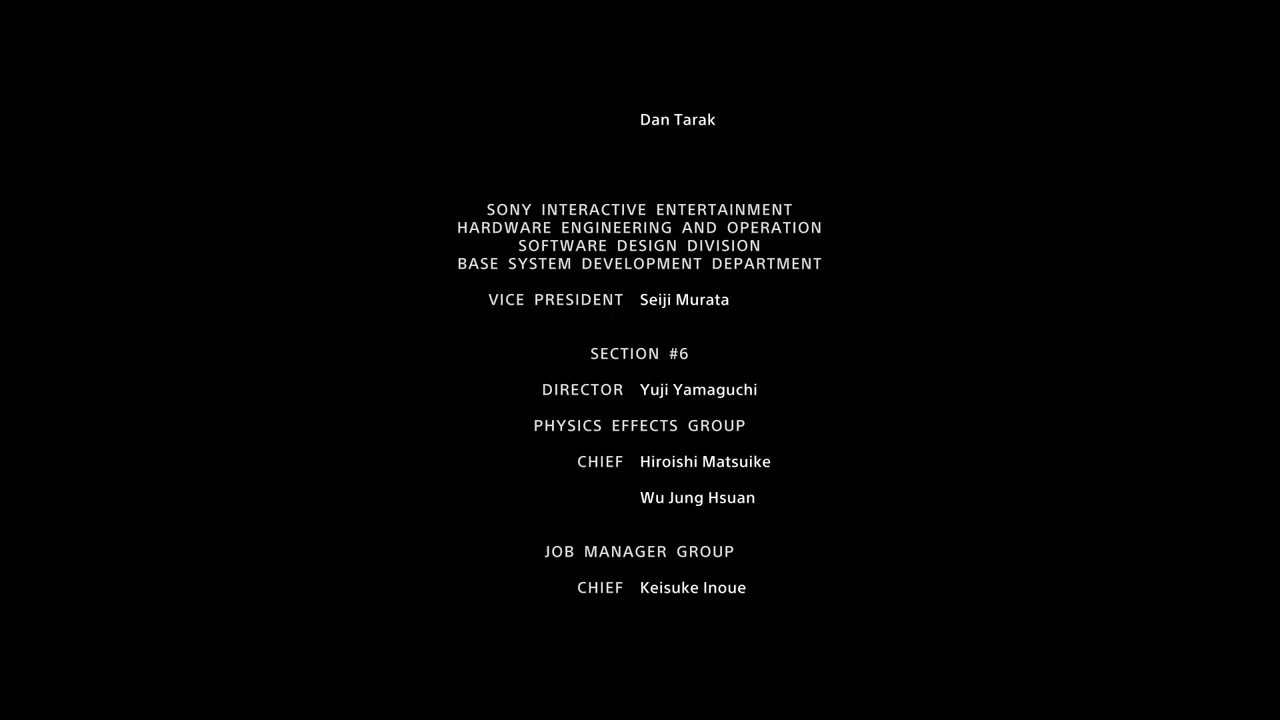 Dan Tarak
SONY INTERACTIVE ENTERTAINMENT
HARDWARE ENGINEERING AND OPERATION
SOFTWARE DESIGN DIVISION
BASE SYSTEM DEVELOPMENT DEPARTMENT
VICE PRESIDENT Seiji Murata
SECTION #6
DIRECTOR Yuji Yamaguchi
PHYSICS EFFECTS GROUP
CHIEF Hiroishi Matsuike
Wu Jung Hsuan
JOB MANAGER GROUP
CHIEF Keisuke Inoue